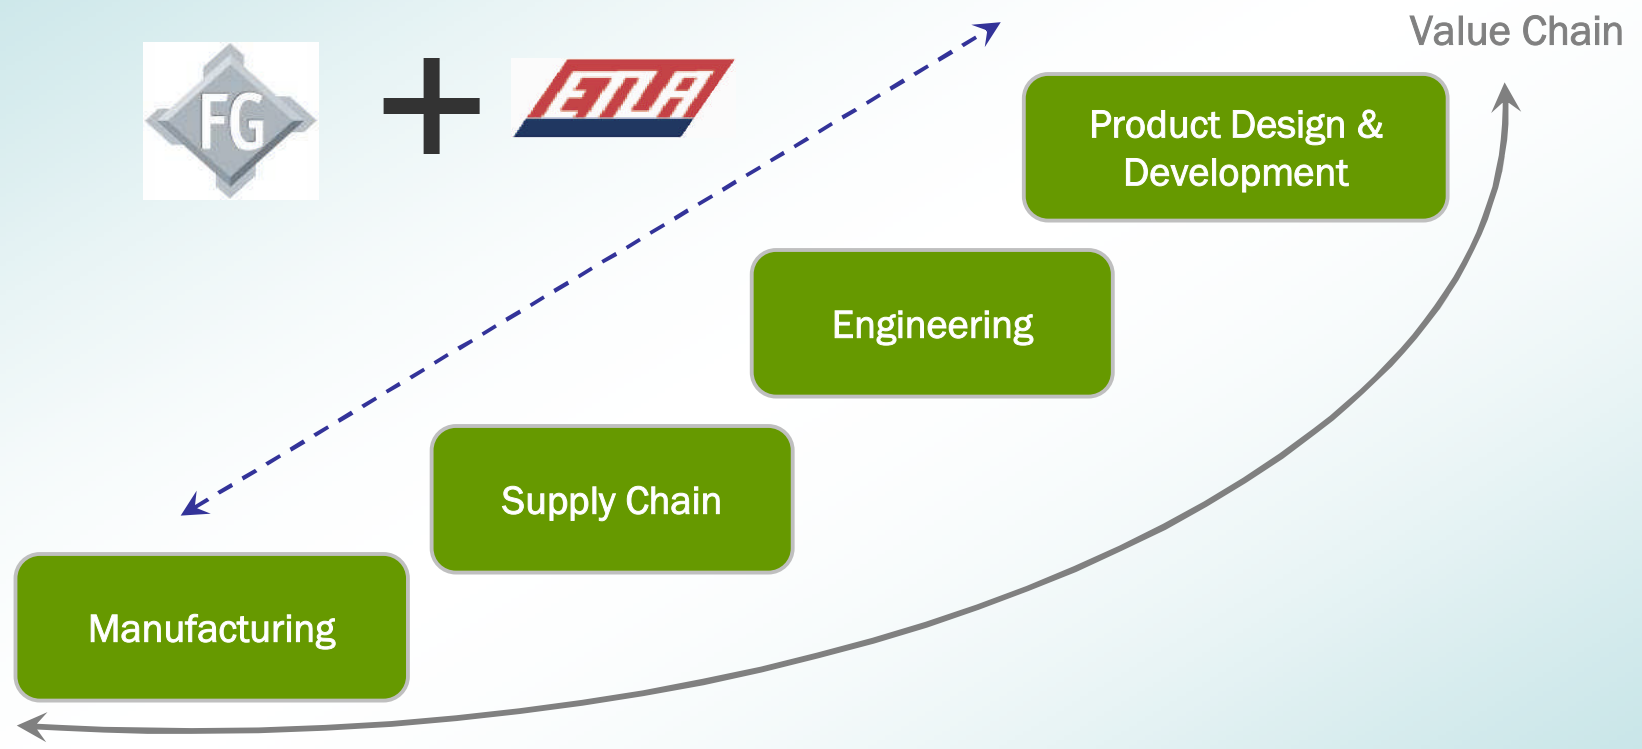 Value Chain
FG
+
ETLA
Product Design &
Development
Engineering
Supply Chain
Manufacturing